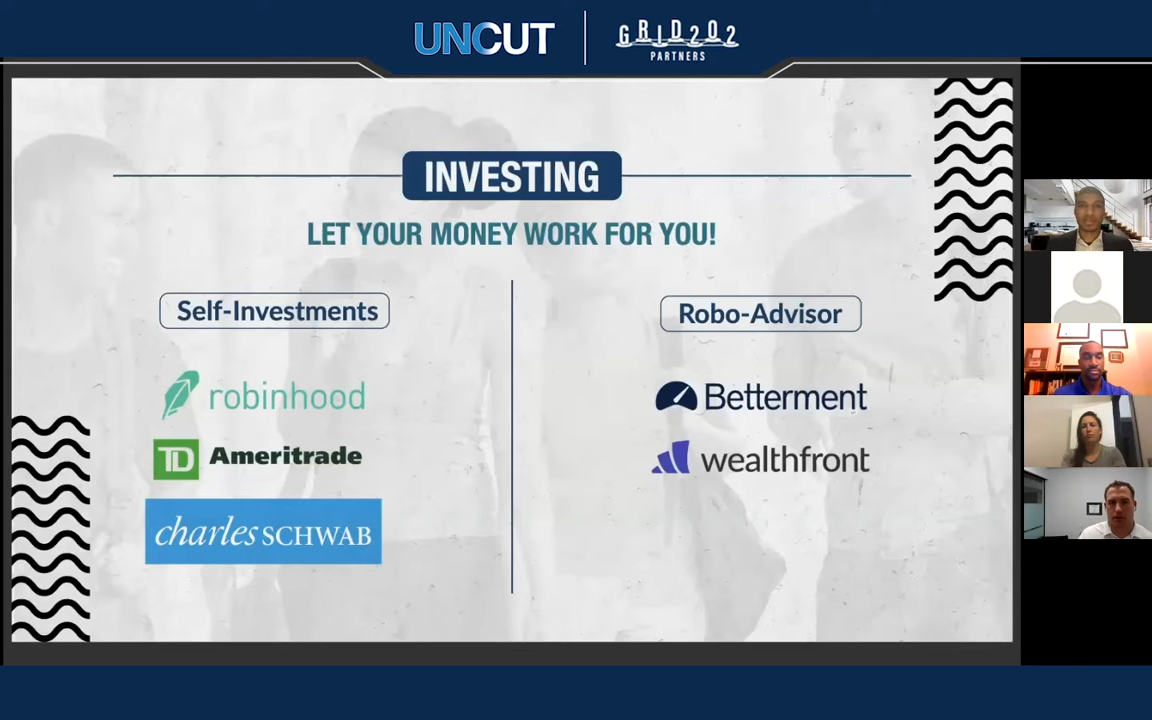 UNCUT
GRID202
PARTNERS
INVESTING
LET YOUR MONEY WORK FOR YOU!
Self-Investments
robinhood
TD Ameritrade
charles SCHWAB
Robo-Advisor
Betterment
wealthfront